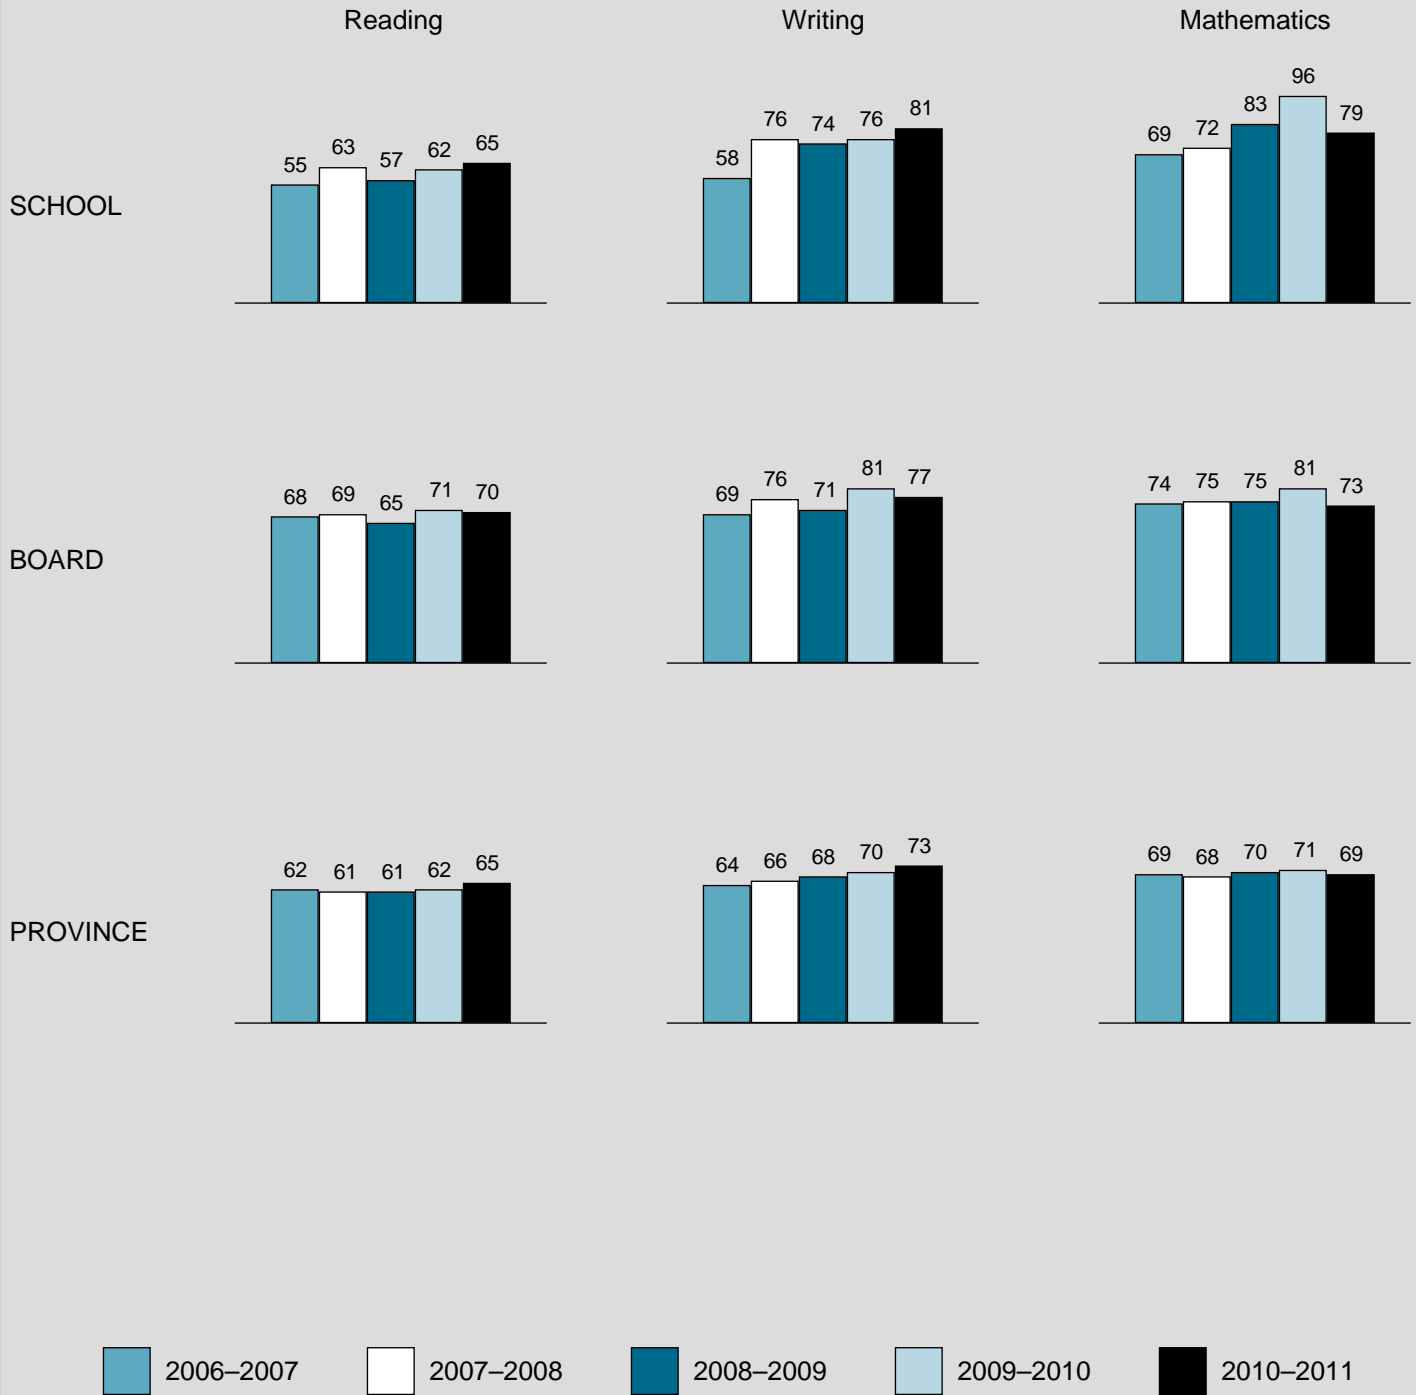 Reading Writing Mathematics
SCHOOL
55 63 57 62 65
58 76 74 76 81
69 72 83 96 79
BOARD
68 69 65 71 70
69 76 71 81 77
74 75 75 81 73
PROVINCE
62 61 61 62 65
64 66 68 70 73
69 68 70 71 69
2006–2007 2007–2008 2008–2009 2009–2010 2010–2011